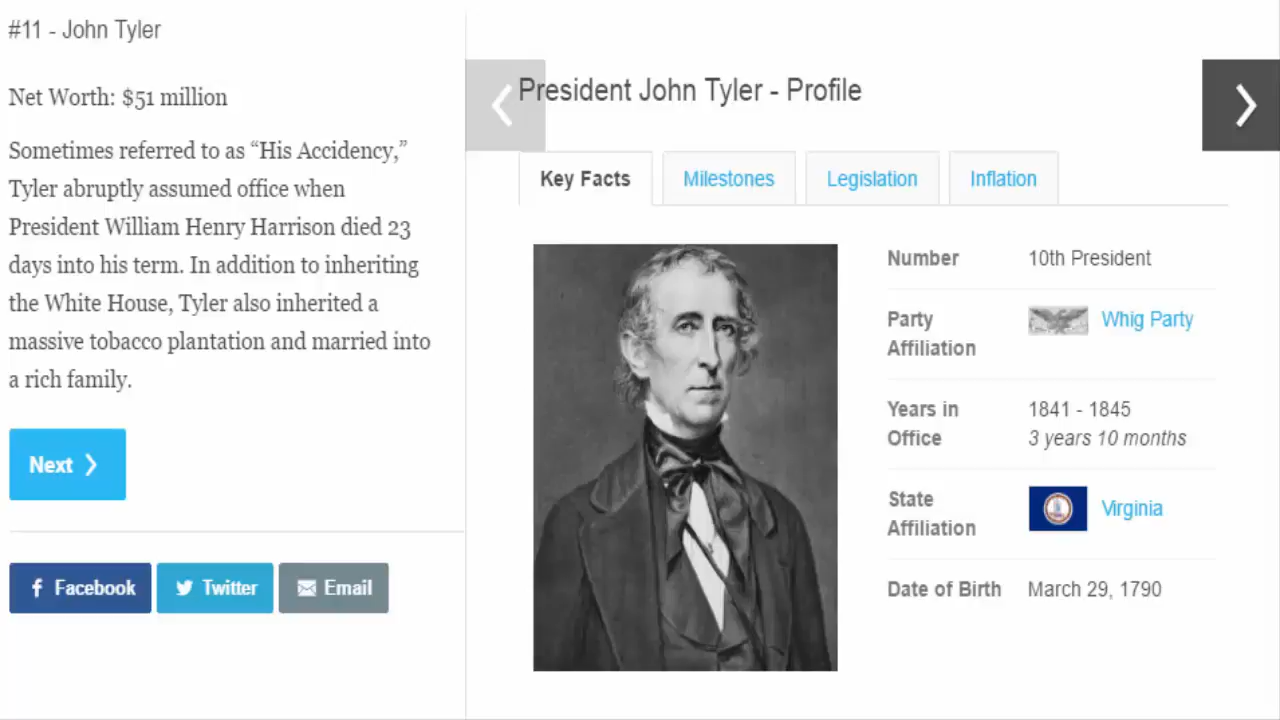 #11 - John Tyler
Net Worth: $51 million
Sometimes referred to as “His Accidency,”
Tyler abruptly assumed office when
President William Henry Harrison died 23
days into his term. In addition to inheriting
the White House, Tyler also inherited a
massive tobacco plantation and married into
a rich family.
Next
Facebook Twitter Email
President John Tyler - Profile
Key Facts Milestones Legislation Inflation
Number 10th President
Party Whig Party
Affiliation
Years in 1841 - 1845
Office 3 years 10 months
State Virginia
Affiliation
Date of Birth March 29, 1790